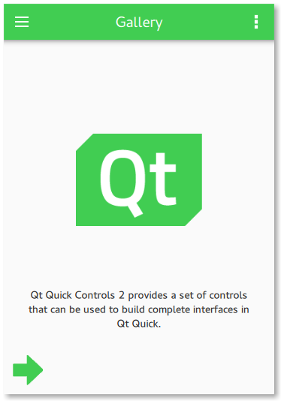 Gallery
Qt
Qt Quick Controls 2 provides a set of controls
that can be used to build complete interfaces in
Qt Quick.